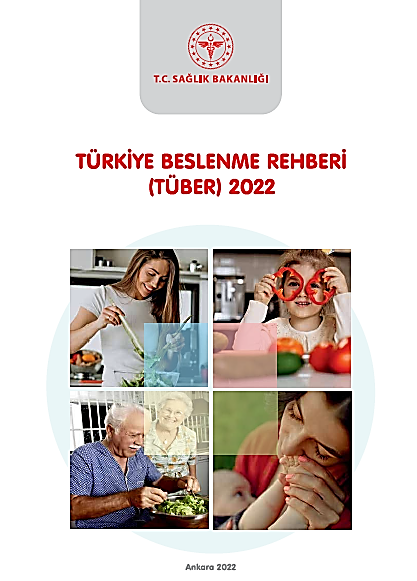 T.C. SAĞLIK BAKANLIĞI
TÜRKİYE BESLENME REHBERİ
(TÜBER) 2022
Ankara 2022